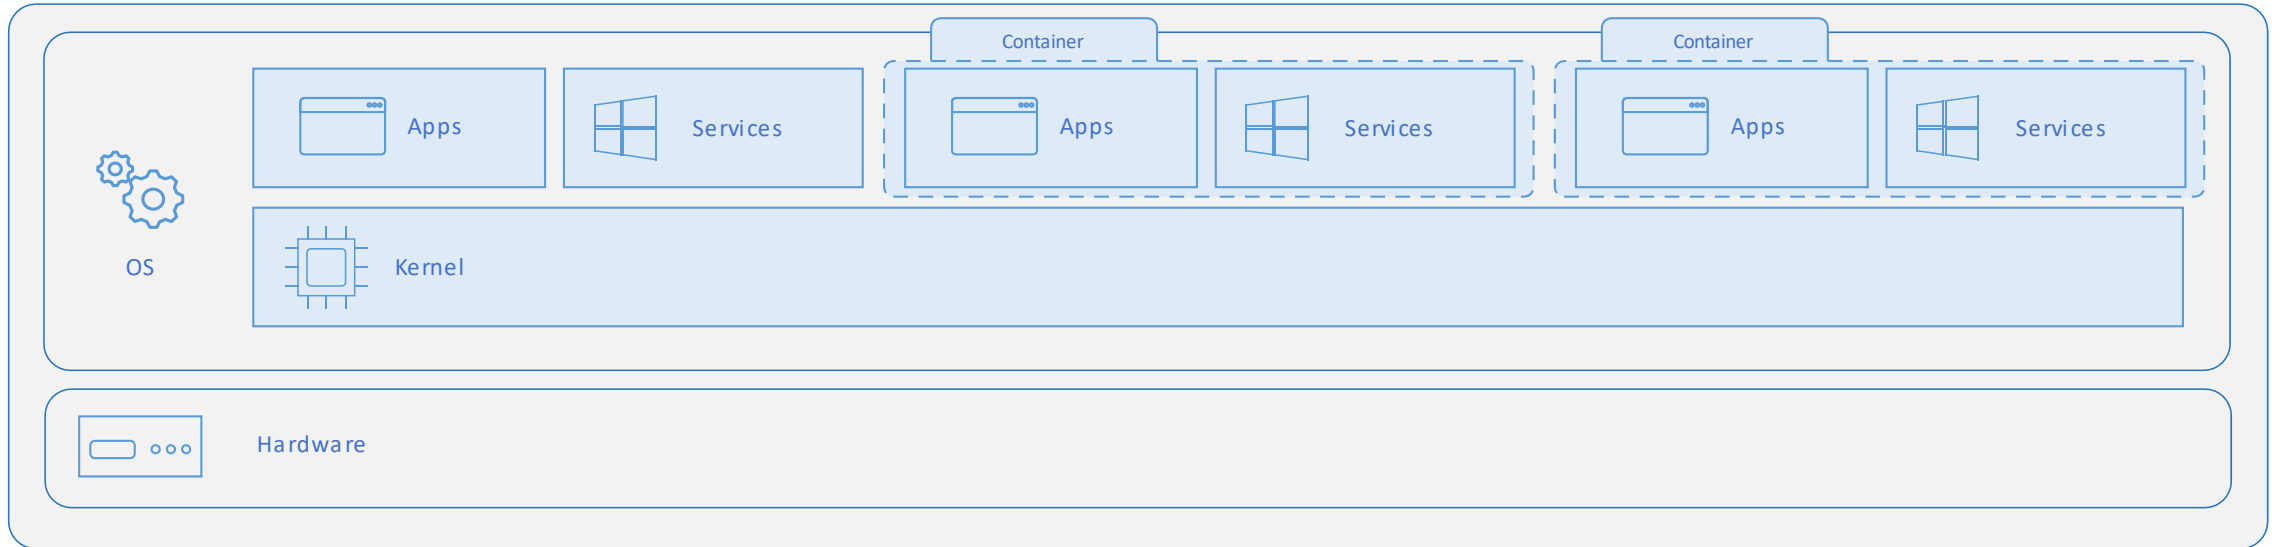 Container
Container
Apps
Services
Apps
Services
Apps
Services
OS
Kernel
Hardware